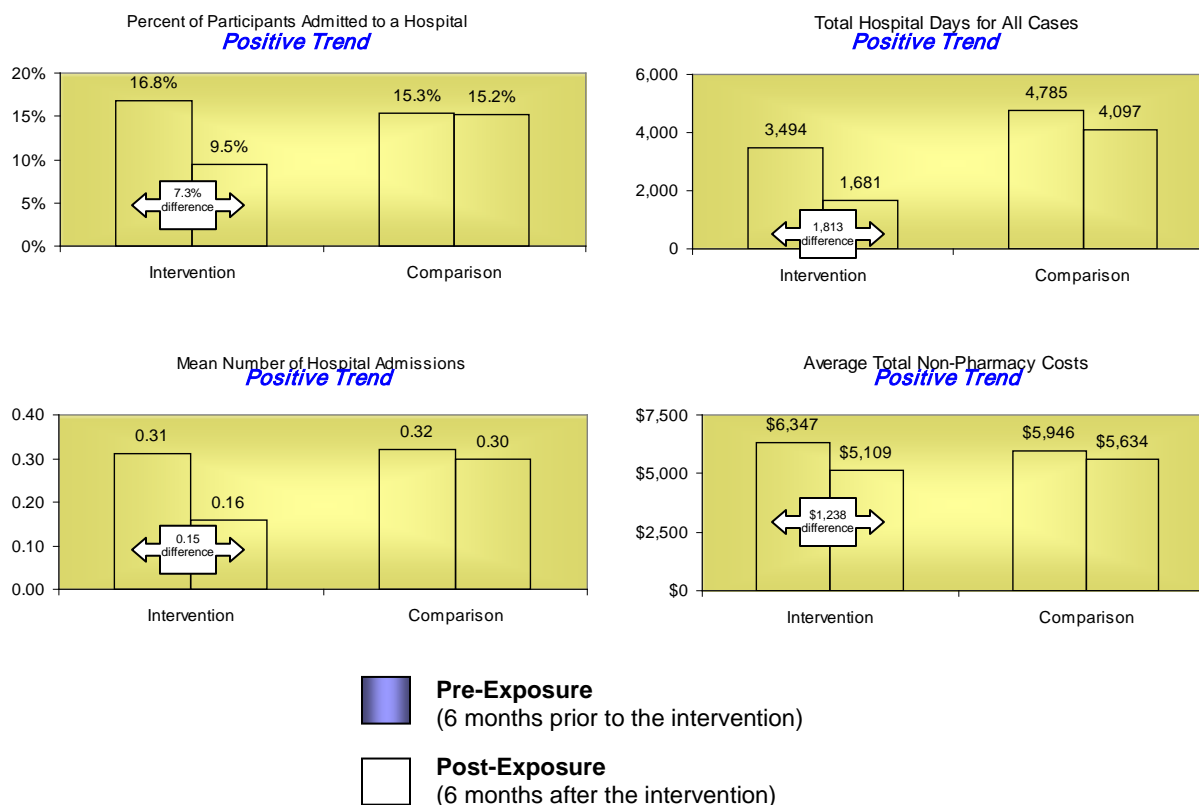 Percent of Participants Admitted to a Hospital
Positive Trend
20%
15%
10%
5%
0%
16.8%
9.5%
15.3%
15.2%
7.3%
difference
Intervention
Comparison
Total Hospital Days for All Cases
Positive Trend
6,000
4,000
2,000
0
3,494
1,681
4,785
4,097
1,813
difference
Intervention
Comparison
Mean Number of Hospital Admissions
Positive Trend
0.40
0.30
0.20
0.10
0.00
0.31
0.16
0.32
0.30
0.15
difference
Intervention
Comparison
Average Total Non-Pharmacy Costs
Positive Trend
$7,500
$5,000
$2,500
$0
$6,347
$5,109
$5,946
$5,634
$1,238
difference
Intervention
Comparison
Pre-Exposure
(6 months prior to the intervention)
Post-Exposure
(6 months after the intervention)